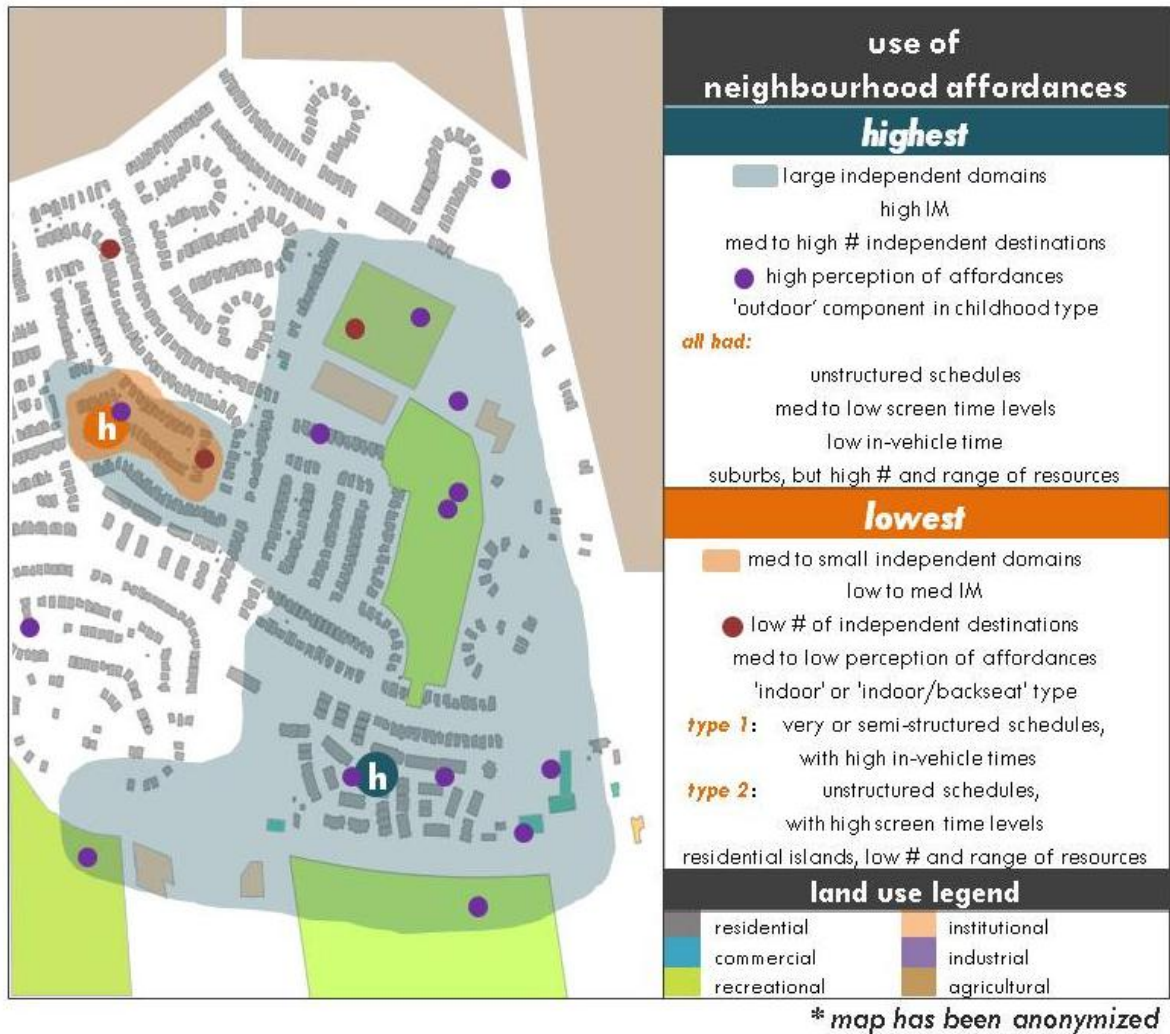 use of
neighbourhood affordances
highest
large independent domains
high IM
med to high # independent destinations
high perception of affordances
'outdoor' component in childhood type
all had:
unstructured schedules
med to low screen time levels
low in-vehicle time
suburbs, but high # and range of resources
lowest
med to small independent domains
low to med IM
low # of independent destinations
med to low perception of affordances
'indoor' or 'indoor/backseat' type
type 1: very or semi-structured schedules,
with high in-vehicle times
type 2: unstructured schedules,
with high screen time levels
residential islands, low # and range of resources
land use legend
residential
institutional
commercial
industrial
recreational
agricultural
h
h
* map has been anonymized